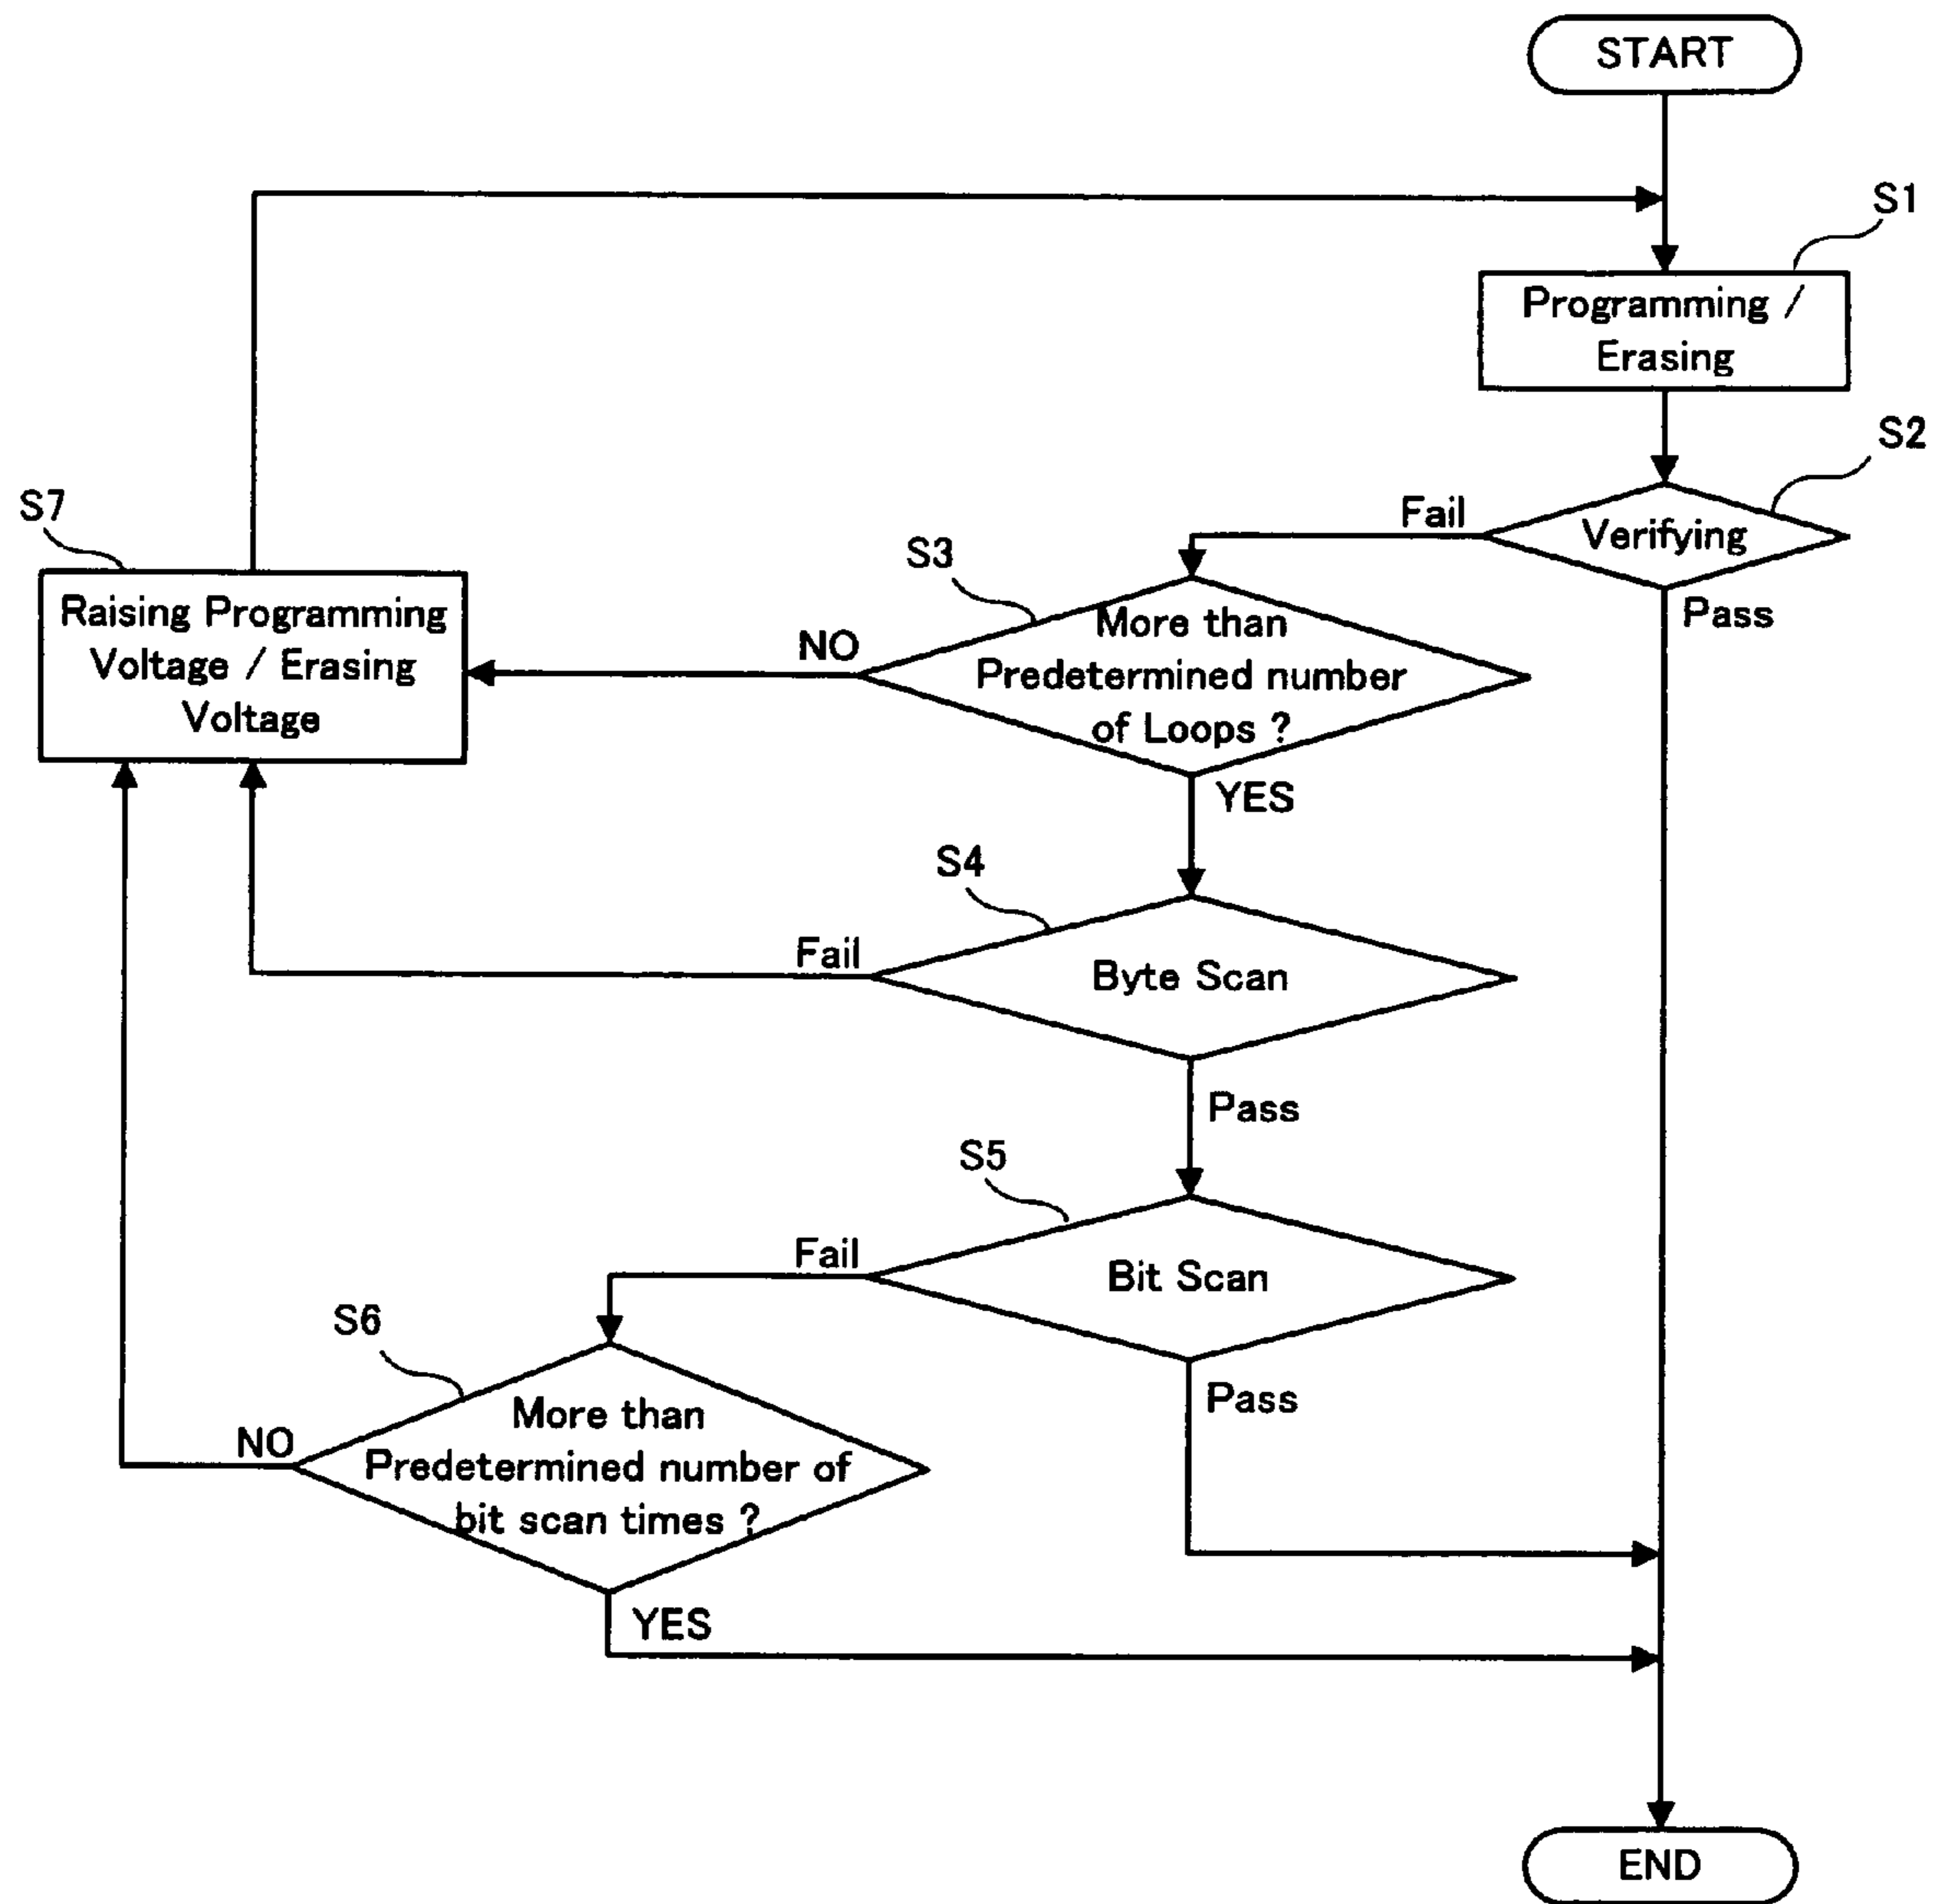 START
S1
Programming /
Erasing
S2
Verifying
Fail
Pass
S7
Raising Programming
Voltage / Erasing
Voltage
S3
More than
Predetermined number
of Loops ?
NO
YES
S4
Byte Scan
Fail
Pass
S5
Bit Scan
Fail
Pass
S6
More than
Predetermined number of
bit scan times ?
NO
YES
END